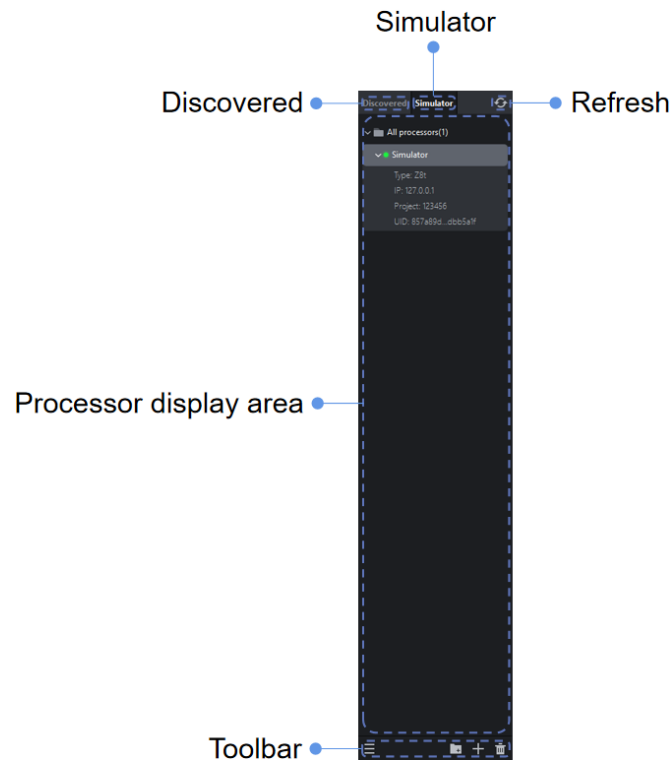 Simulator
Discovered
Discovered Simulator
Refresh
All processors(1)
Simulator
Type: Z8t
IP: 127.0.0.1
Project: 123456
UID: 857a89d...dbb5a1f
Processor display area
Toolbar